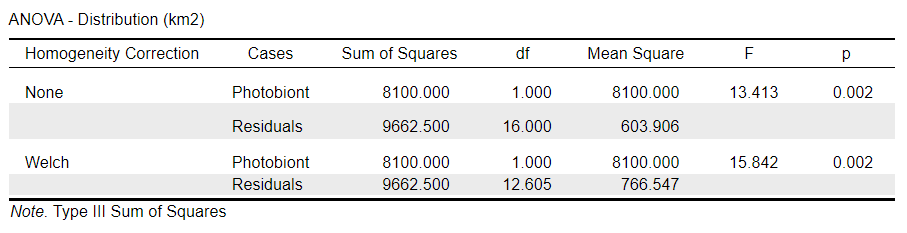 ANOVA - Distribution (km2)
Homogeneity Correction Cases Sum of Squares df Mean Square F p
None Photobiont 8100.000 1.000 8100.000 13.413 0.002
Residuals 9662.500 16.000 603.906
Welch Photobiont 8100.000 1.000 8100.000 15.842 0.002
Residuals 9662.500 12.605 766.547
Note. Type III Sum of Squares